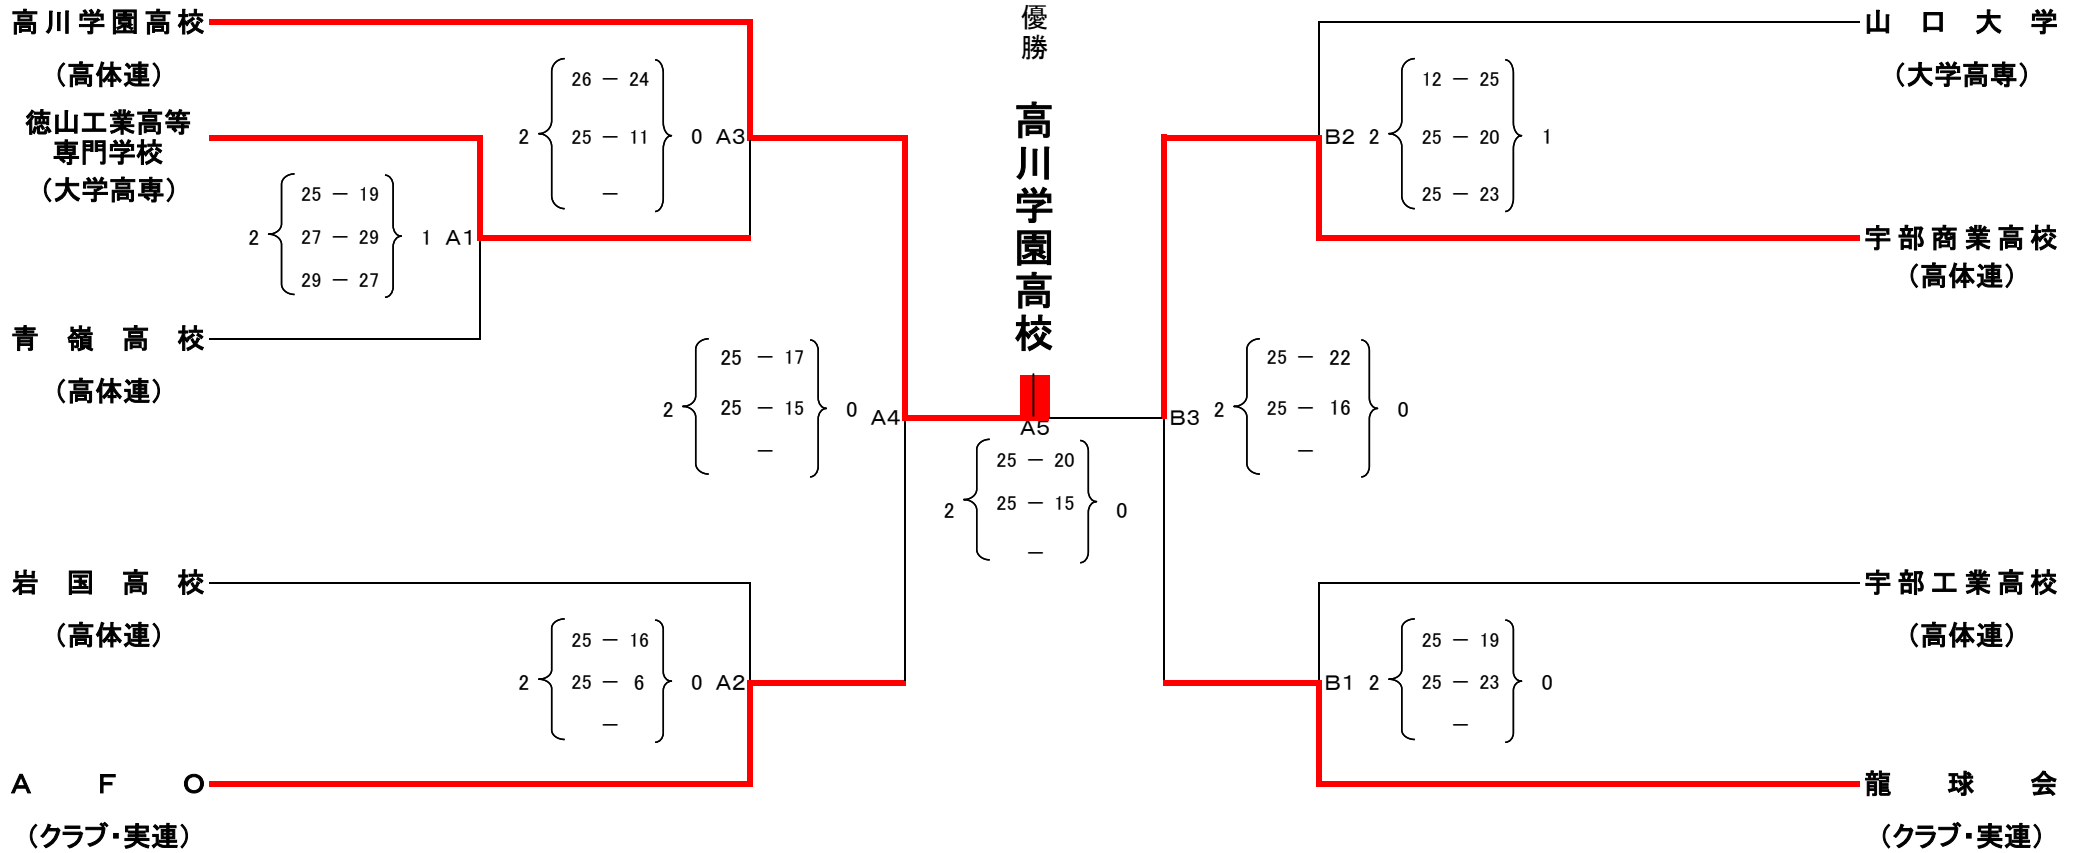 高川学園高校
（高体連）
徳山工業高等
専門学校
（大学高専）
青嶺高校
（高体連）
岩国高校
（高体連）
ＡＦＯ
（クラブ・実連）
2 25 － 19 1 A1
27 － 29
29 － 27
2 26 － 24 0 A3
25 － 11
－
2 25 － 17 0 A4
25 － 15
－
2 25 － 16 0 A2
25 － 6
－
優勝
高川学園高校
A5
2 25 － 20 0
25 － 15
－
B2 2 12 － 25 1
25 － 20
25 － 23
B3 2 25 － 22 0
25 － 16
－
B1 2 25 － 19 0
25 － 23
－
山口大学
（大学高専）
宇部商業高校
（高体連）
宇部工業高校
（高体連）
龍球会
（クラブ・実連）